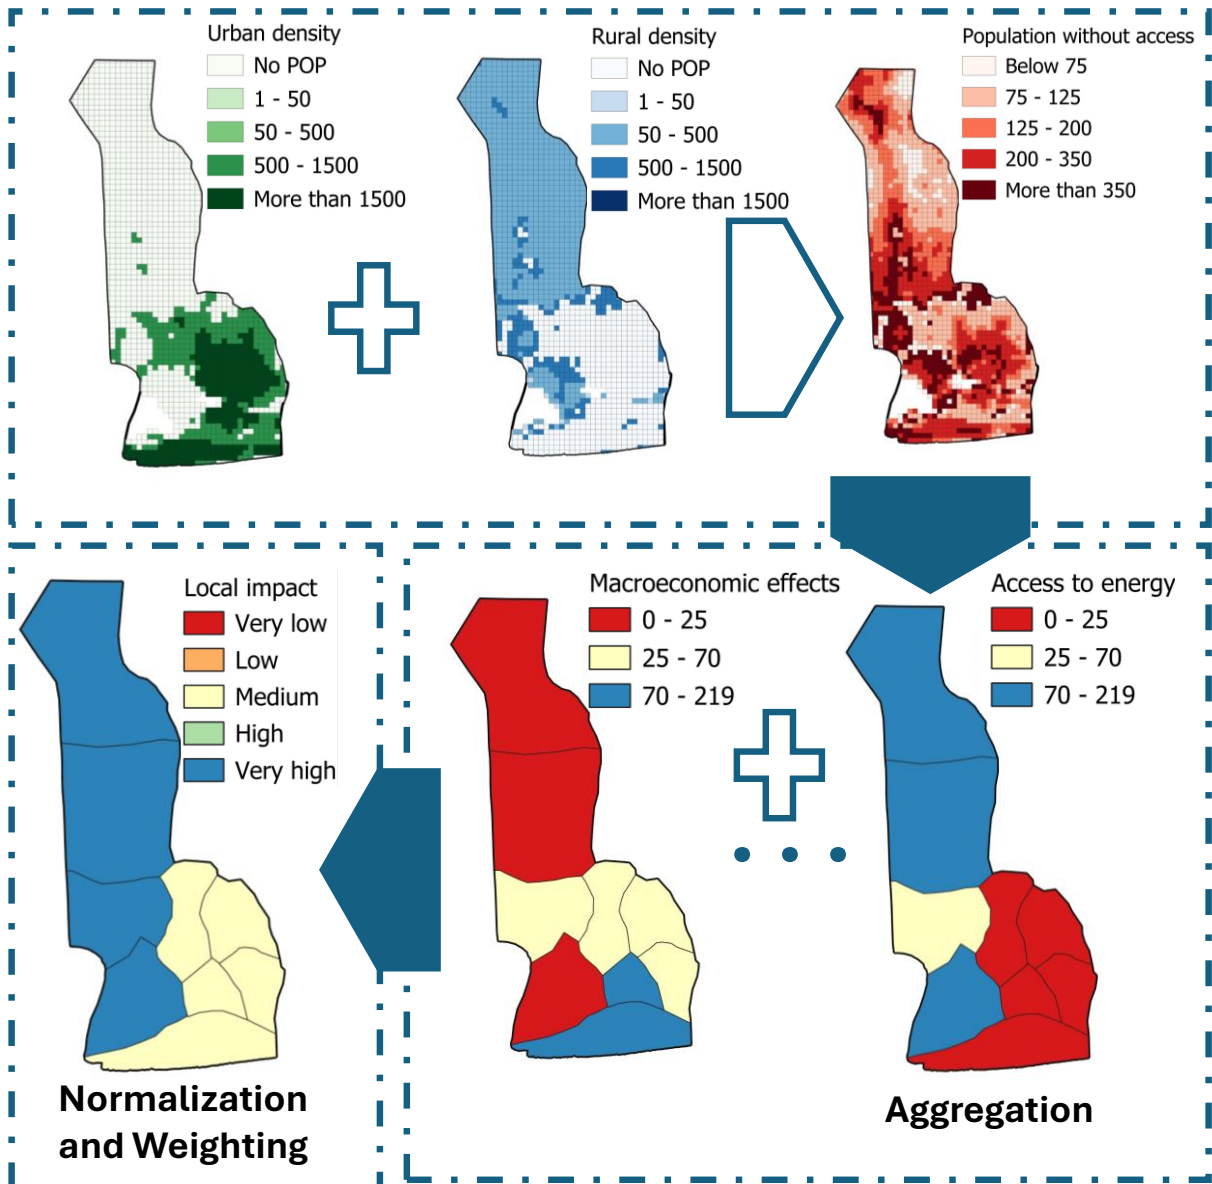 Urban density
No POP
1 - 50
50 - 500
500 - 1500
More than 1500
Rural density
No POP
1 - 50
50 - 500
500 - 1500
More than 1500
Population without access
Below 75
75 - 125
125 - 200
200 - 350
More than 350
Local impact
Very low
Low
Medium
High
Very high
Macroeconomic effects
0 - 25
25 - 70
70 - 219
Access to energy
0 - 25
25 - 70
70 - 219
Normalization
and Weighting
Aggregation